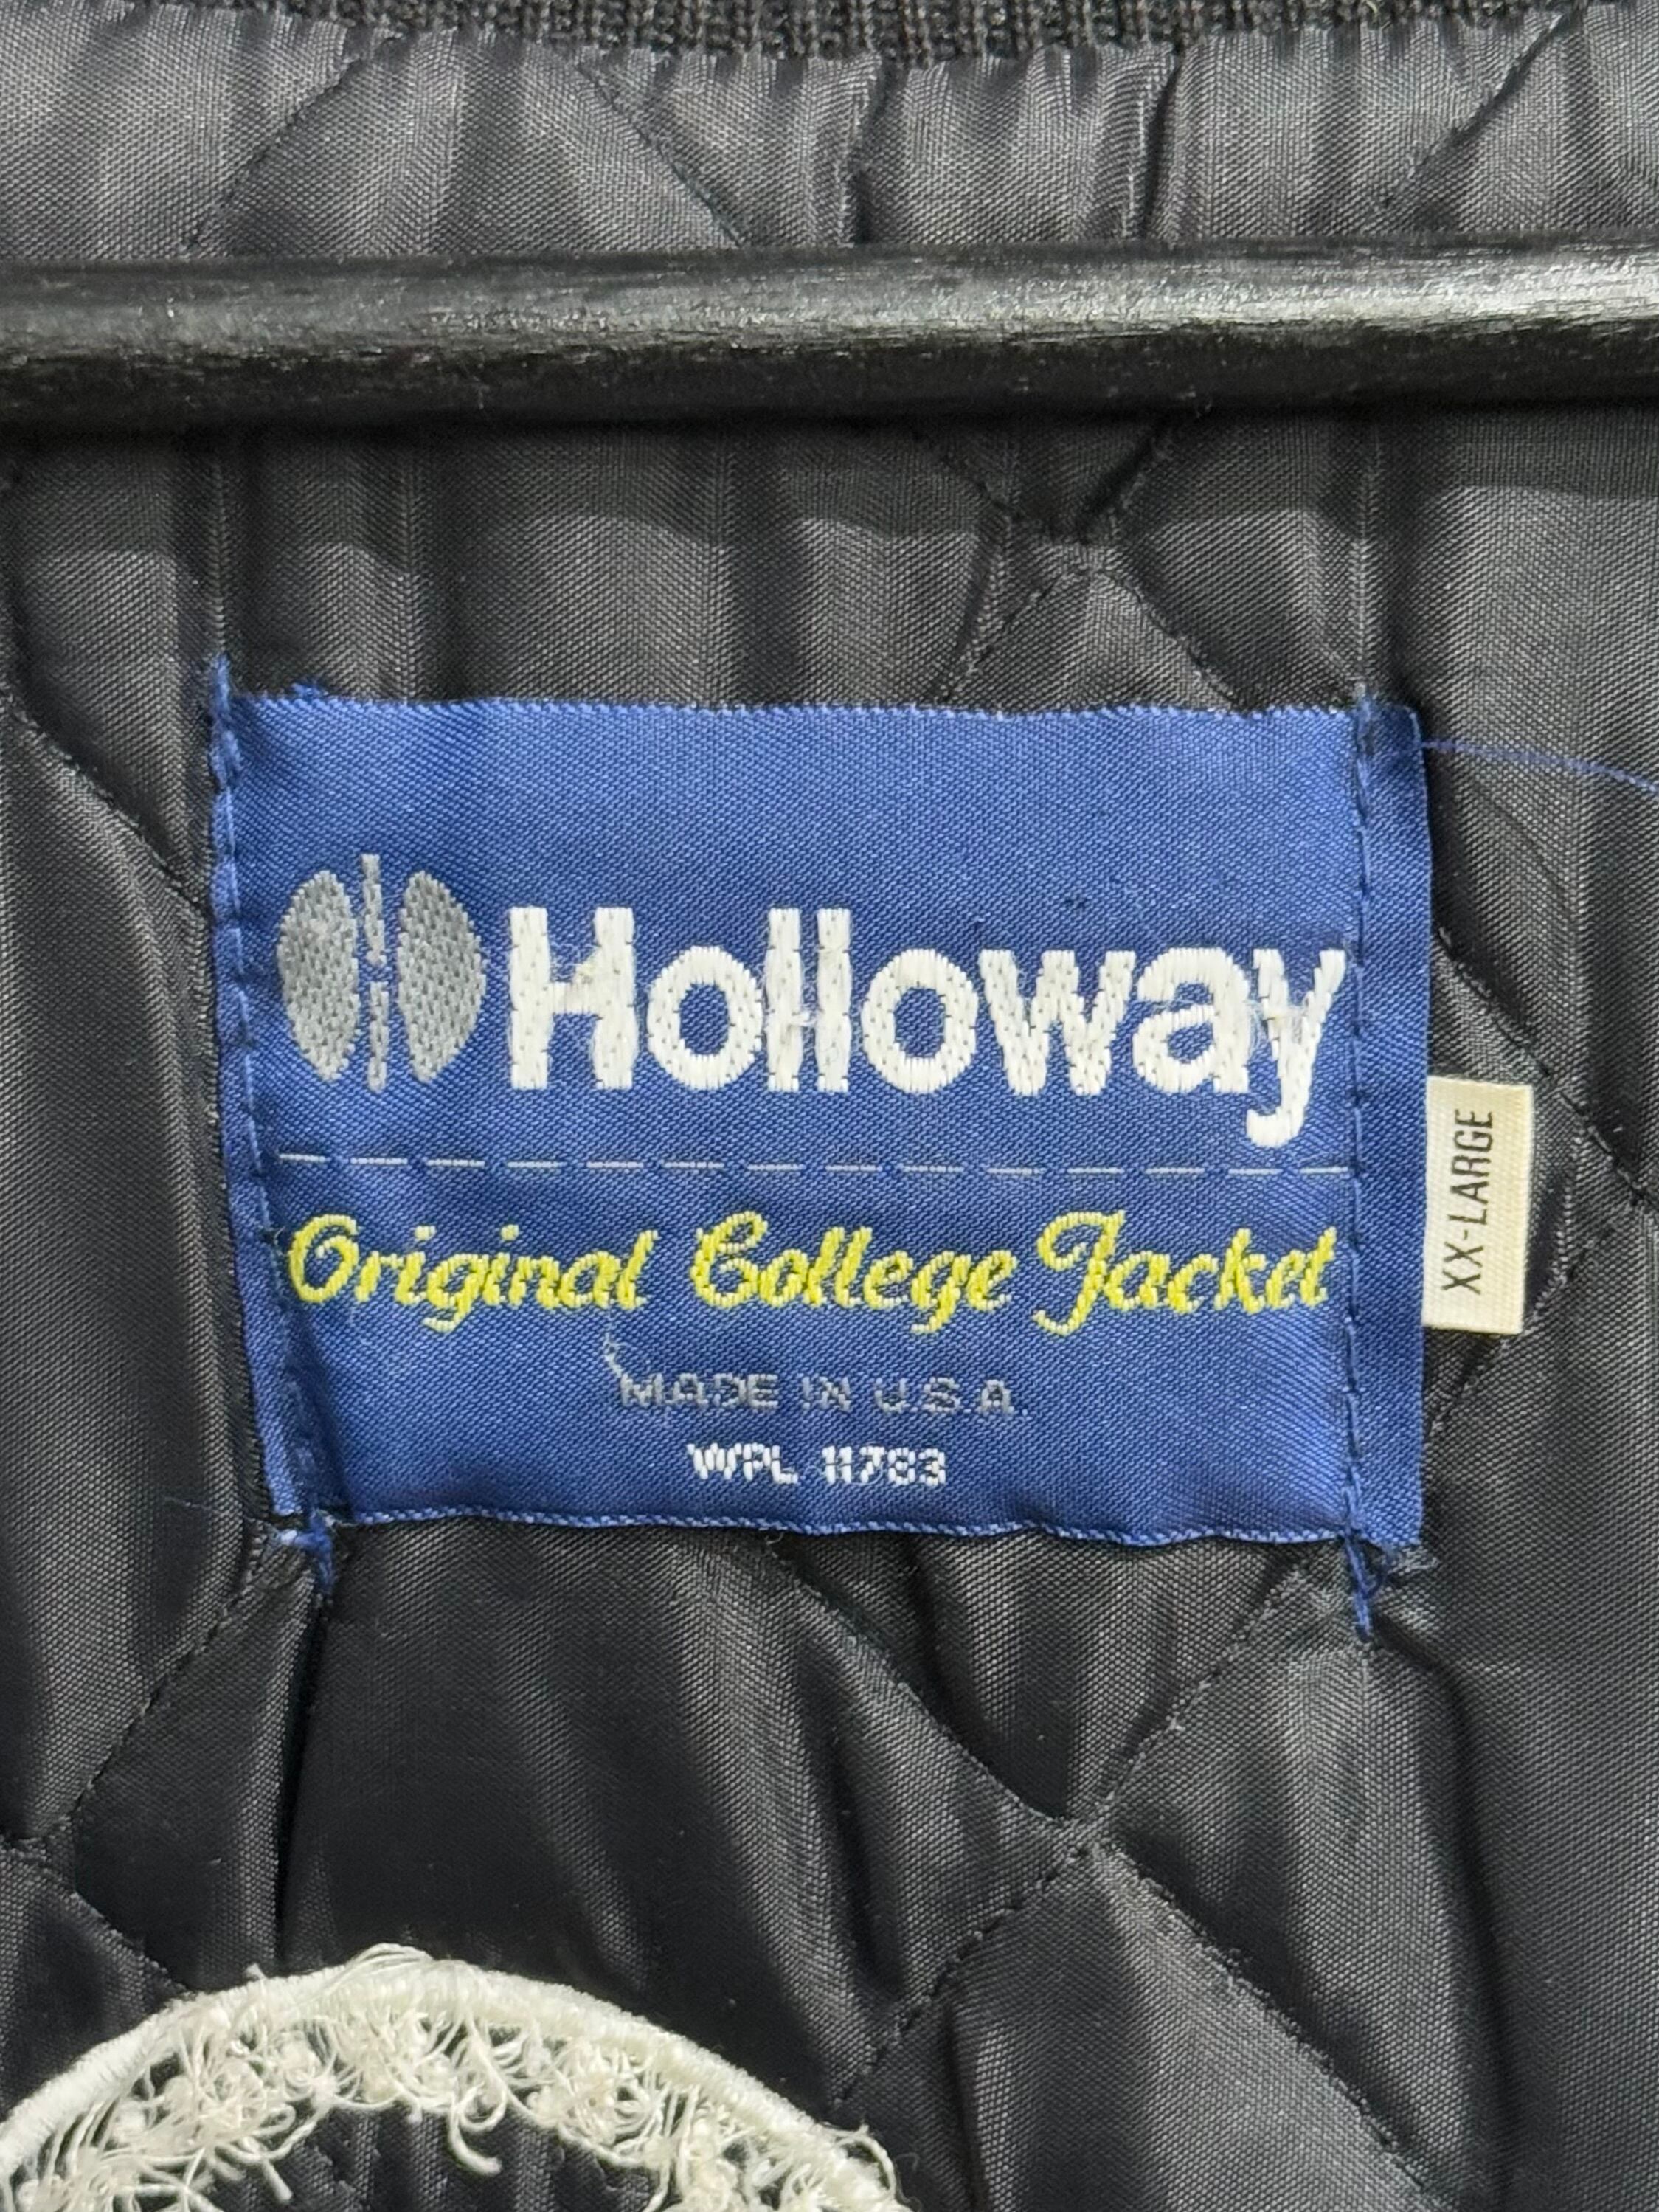 Holloway
Original College Jacket
MADE IN U.S.A.
WPL 11783
XX-LARGE